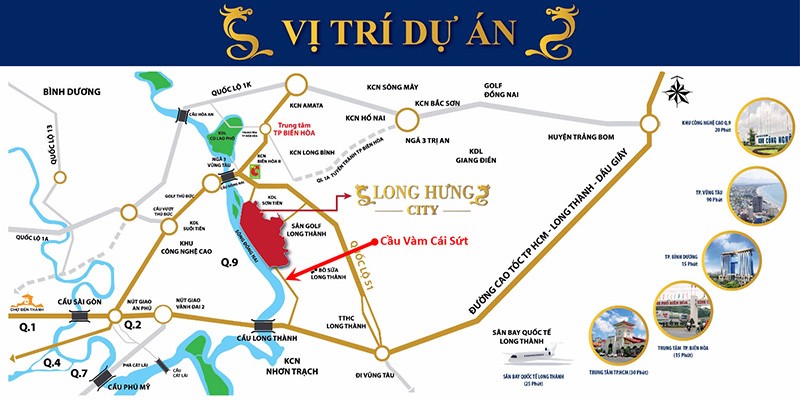 VỊ TRÍ DỰ ÁN
BÌNH DƯƠNG
QUỐC LỘ 1K
QUỐC LỘ 13
CẦU HÓA AN
KCN AMATA
KCN SÔNG MÂY
KCN HỐ NAI
KCN BẮC SƠN
GOLF
ĐỒNG NAI
NGÃ 3 TRỊ AN
HUYỆN TRẢNG BOM
KDL
CÙ LAO PHỐ
Trung tâm
TP BIÊN HÒA
KCN LONG BÌNH
QL 1A TUYẾN TRÁNH TP BIÊN HÒA
KDL
GIANG ĐIỀN
NGÃ 3
VŨNG TÀU
KCN
BIÊN HÒA II
CẦU ĐỒNG NAI
GOLF THỦ ĐỨC
CẦU VƯỢT
THỦ ĐỨC
KDL
SUỐI TIÊN
QUỐC LỘ 1A
KHU
CÔNG NGHỆ CAO
KDL
SƠN TIÊN
LONG HƯNG
CITY
SÂN GOLF
LONG THÀNH
Cầu Vàm Cái Sứt
SÔNG ĐỒNG NAI
Q.9
BÒ SỮA
LONG THÀNH
QUỐC LỘ 51
ĐƯỜNG CAO TỐC TP HCM - LONG THÀNH - DẦU GIÂY
CHỢ BẾN THÀNH
CẦU SÀI GÒN
NÚT GIAO
AN PHÚ
NÚT GIAO
VÀNH ĐAI 2
Q.1
Q.2
CẦU LONG THÀNH
TTHC
LONG THÀNH
Q.4
Q.7
PHÀ CÁT LÁI
CẦU
CÁT LÁI
CẦU PHÚ MỸ
KCN
NHƠN TRẠCH
ĐI VŨNG TÀU
SÂN BAY QUỐC TẾ
LONG THÀNH
SÂN BAY QUỐC TẾ LONG THÀNH
(25 Phút)
KHU CÔNG NGHỆ CAO Q.9
20 Phút
TP. VŨNG TÀU
90 Phút
TP. BÌNH DƯƠNG
15 Phút
TRUNG TÂM TP. BIÊN HÒA
(15 Phút)
TRUNG TÂM TP.HCM (30 Phút)